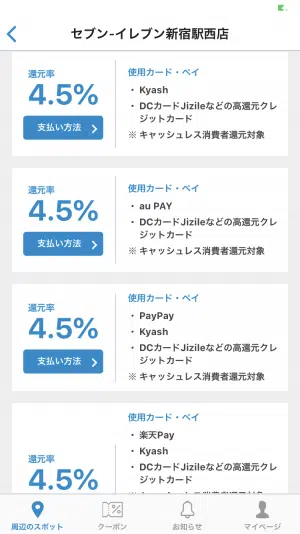 セブン-イレブン新宿駅西店
還元率
4.5%
支払い方法
使用カード・ペイ
・ Kyash
・ DCカードJizileなどの高還元クレ
ジットカード
※ キャッシュレス消費者還元対象
還元率
4.5%
支払い方法
使用カード・ペイ
・ au PAY
・ DCカードJizileなどの高還元クレ
ジットカード
※ キャッシュレス消費者還元対象
還元率
4.5%
支払い方法
使用カード・ペイ
・ PayPay
・ Kyash
・ DCカードJizileなどの高還元クレ
ジットカード
※ キャッシュレス消費者還元対象
還元率
4.5%
使用カード・ペイ
・ 楽天Pay
・ Kyash
・ DCカードJizileなどの高還元クレ
ジットカード
周辺のスポット
クーポン
お知らせ
マイページ